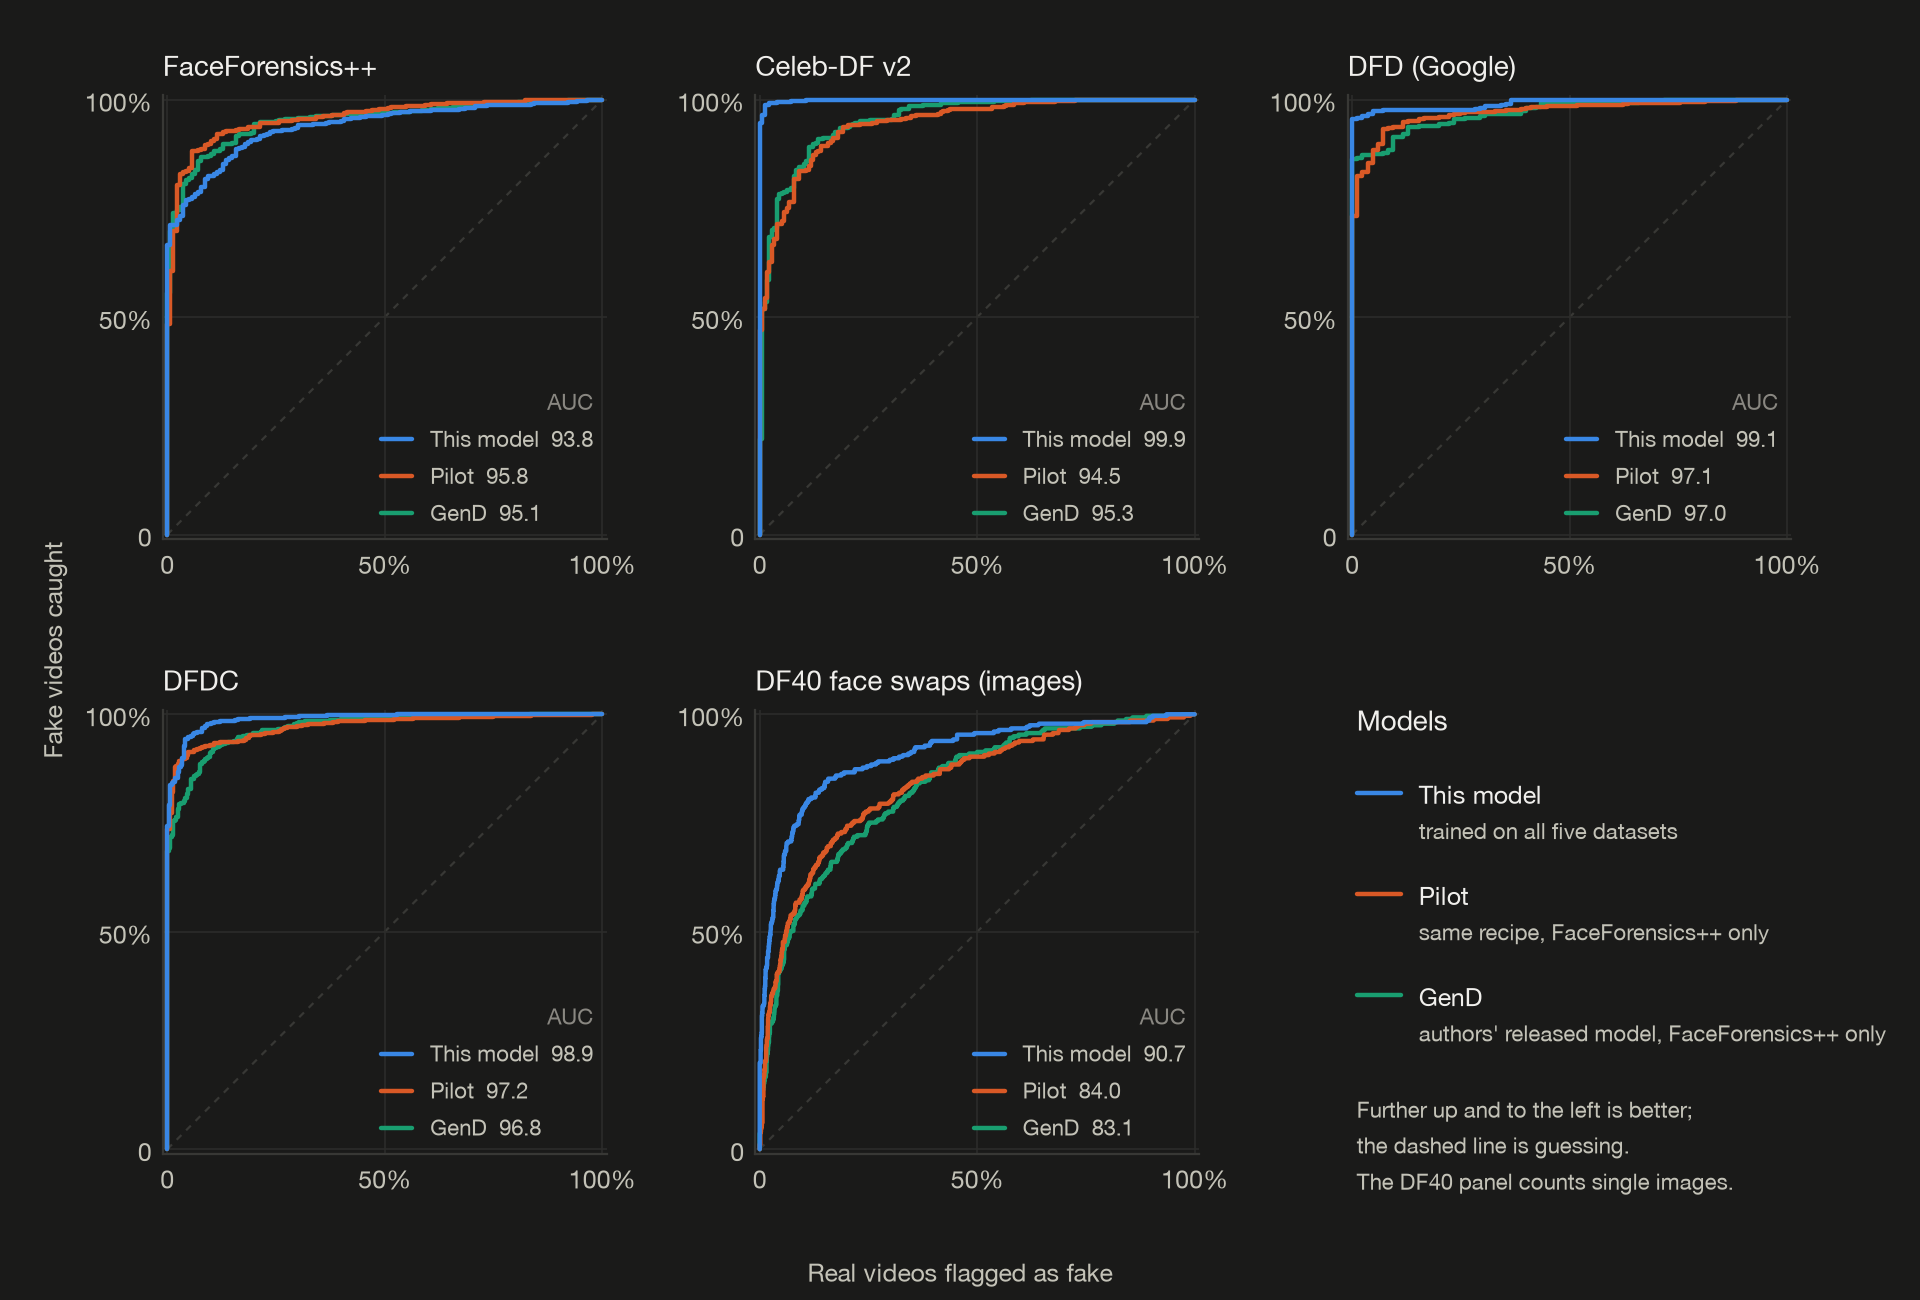 FaceForensics++
100%
50%
0
0 50% 100%
AUC
This model 93.8
Pilot 95.8
GenD 95.1
Celeb-DF v2
100%
50%
0
0 50% 100%
AUC
This model 99.9
Pilot 94.5
GenD 95.3
DFD (Google)
100%
50%
0
0 50% 100%
AUC
This model 99.1
Pilot 97.1
GenD 97.0
Fake videos caught
DFDC
100%
50%
0
0 50% 100%
AUC
This model 98.9
Pilot 97.2
GenD 96.8
DF40 face swaps (images)
100%
50%
0
0 50% 100%
AUC
This model 90.7
Pilot 84.0
GenD 83.1
Models
This model
trained on all five datasets
Pilot
same recipe, FaceForensics++ only
GenD
authors' released model, FaceForensics++ only
Further up and to the left is better;
the dashed line is guessing.
The DF40 panel counts single images.
Real videos flagged as fake